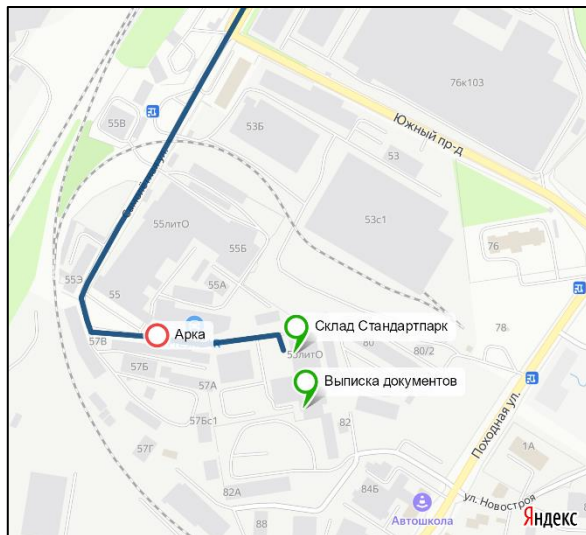 76к103
55В
53Б
Южный пр-д
53
55литО
53с1
55Б
76
55Э
55
55А
Склад Стандартпарк
78
Арка
57В
55литО
80
80/2
57Б
Выписка документов
57А
57Бс1
82
Походная ул.
57Г
1А
82А
84Б
ул. Новостроя
Автошкола
88
Яндекс